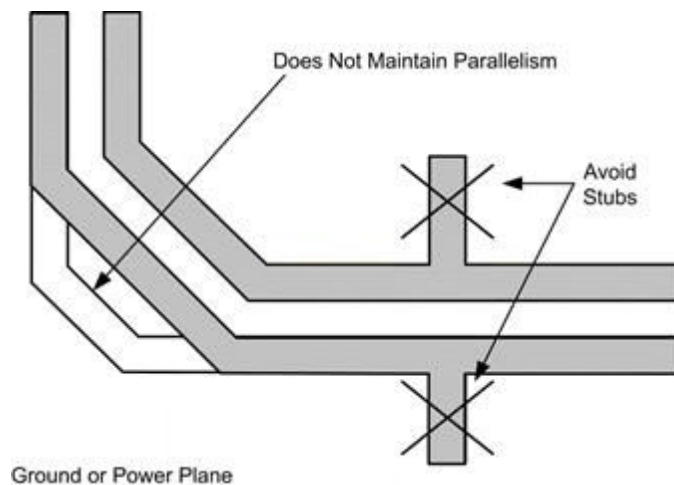 Does Not Maintain Parallelism
Avoid
Stubs
Ground or Power Plane